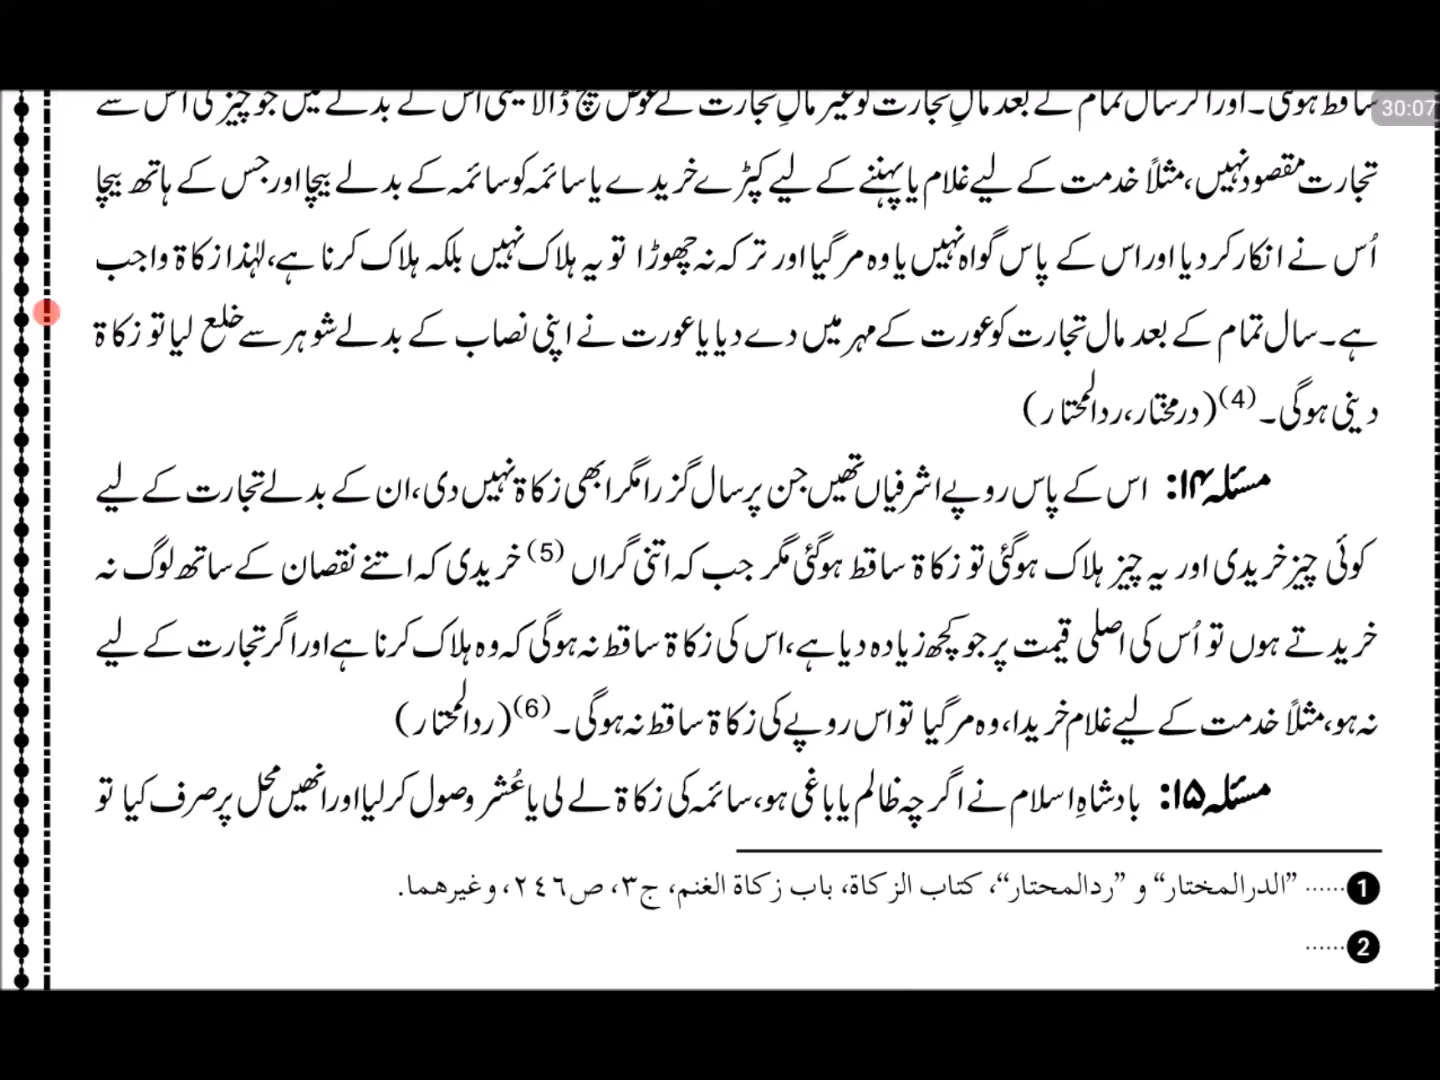 ساقط ہوگئی۔ اور اگر سال تمام کے بعد مالِ تجارت کو غیر مالِ تجارت کے عوض بیچ ڈالا یعنی اس کے بدلے میں جو چیز لی اس سے
30:07
تجارت مقصود نہیں، مثلاً خدمت کے لیے غلام یا پہننے کے لیے کپڑے خریدے یا سائمہ کو سائمہ کے بدلے بیچا اور جس کے ہاتھ بیچا
اُس نے انکار کر دیا اور اس کے پاس گواہ نہیں یا وہ مر گیا اور ترکہ نہ چھوڑا تو یہ ہلاک نہیں بلکہ ہلاک کرنا ہے، لہٰذا زکاۃ واجب
ہے۔ سال تمام کے بعد مال تجارت کو عورت کے مہر میں دے دیا یا عورت نے اپنی نصاب کے بدلے شوہر سے خلع لیا تو زکاۃ
دینی ہوگی۔ (4) (درمختار، ردالمحتار)
مسئلہ ۱۴: اس کے پاس روپے اشرفیاں تھیں جن پر سال گزرا مگر ابھی زکاۃ نہیں دی، ان کے بدلے تجارت کے لیے
کوئی چیز خریدی اور یہ چیز ہلاک ہوگئی تو زکاۃ ساقط ہوگئی مگر جب کہ اتنی گراں (5) خریدی کہ اتنے نقصان کے ساتھ لوگ نہ
خریدتے ہوں تو اُس کی اصلی قیمت پر جو کچھ زیادہ دیا ہے، اس کی زکاۃ ساقط نہ ہوگی کہ وہ ہلاک کرنا ہے اور اگر تجارت کے لیے
نہ ہو، مثلاً خدمت کے لیے غلام خریدا، وہ مر گیا تو اس روپے کی زکاۃ ساقط نہ ہوگی۔ (6) (ردالمحتار)
مسئلہ ۱۵: بادشاہِ اسلام نے اگرچہ ظالم یا باغی ہو، سائمہ کی زکاۃ لے لی یا عُشر وصول کر لیا اور انھیں محل پر صرف کیا تو
1 ...... ”الدرالمختار“ و ”ردالمحتار“، كتاب الزكاة، باب زكاة الغنم، ج٣، ص٢٤٦، وغيرهما.
2 ......